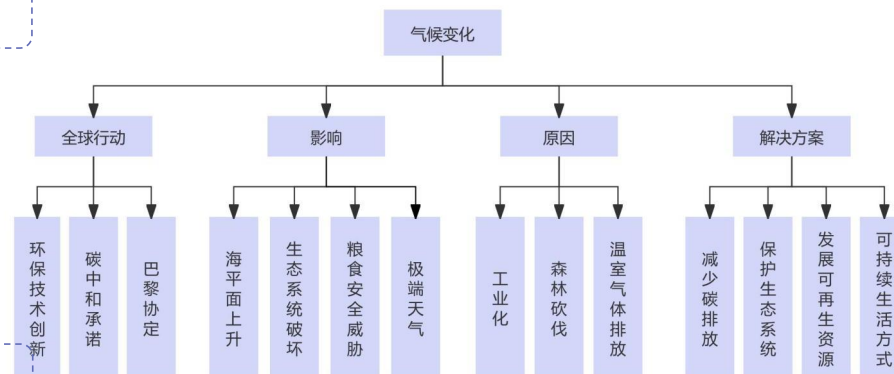 气候变化
全球行动
影响
原因
解决方案
环保技术创新
碳中和承诺
巴黎协定
海平面上升
生态系统破坏
粮食安全威胁
极端天气
工业化
森林砍伐
温室气体排放
减少碳排放
保护生态系统
发展可再生资源
可持续生活方式